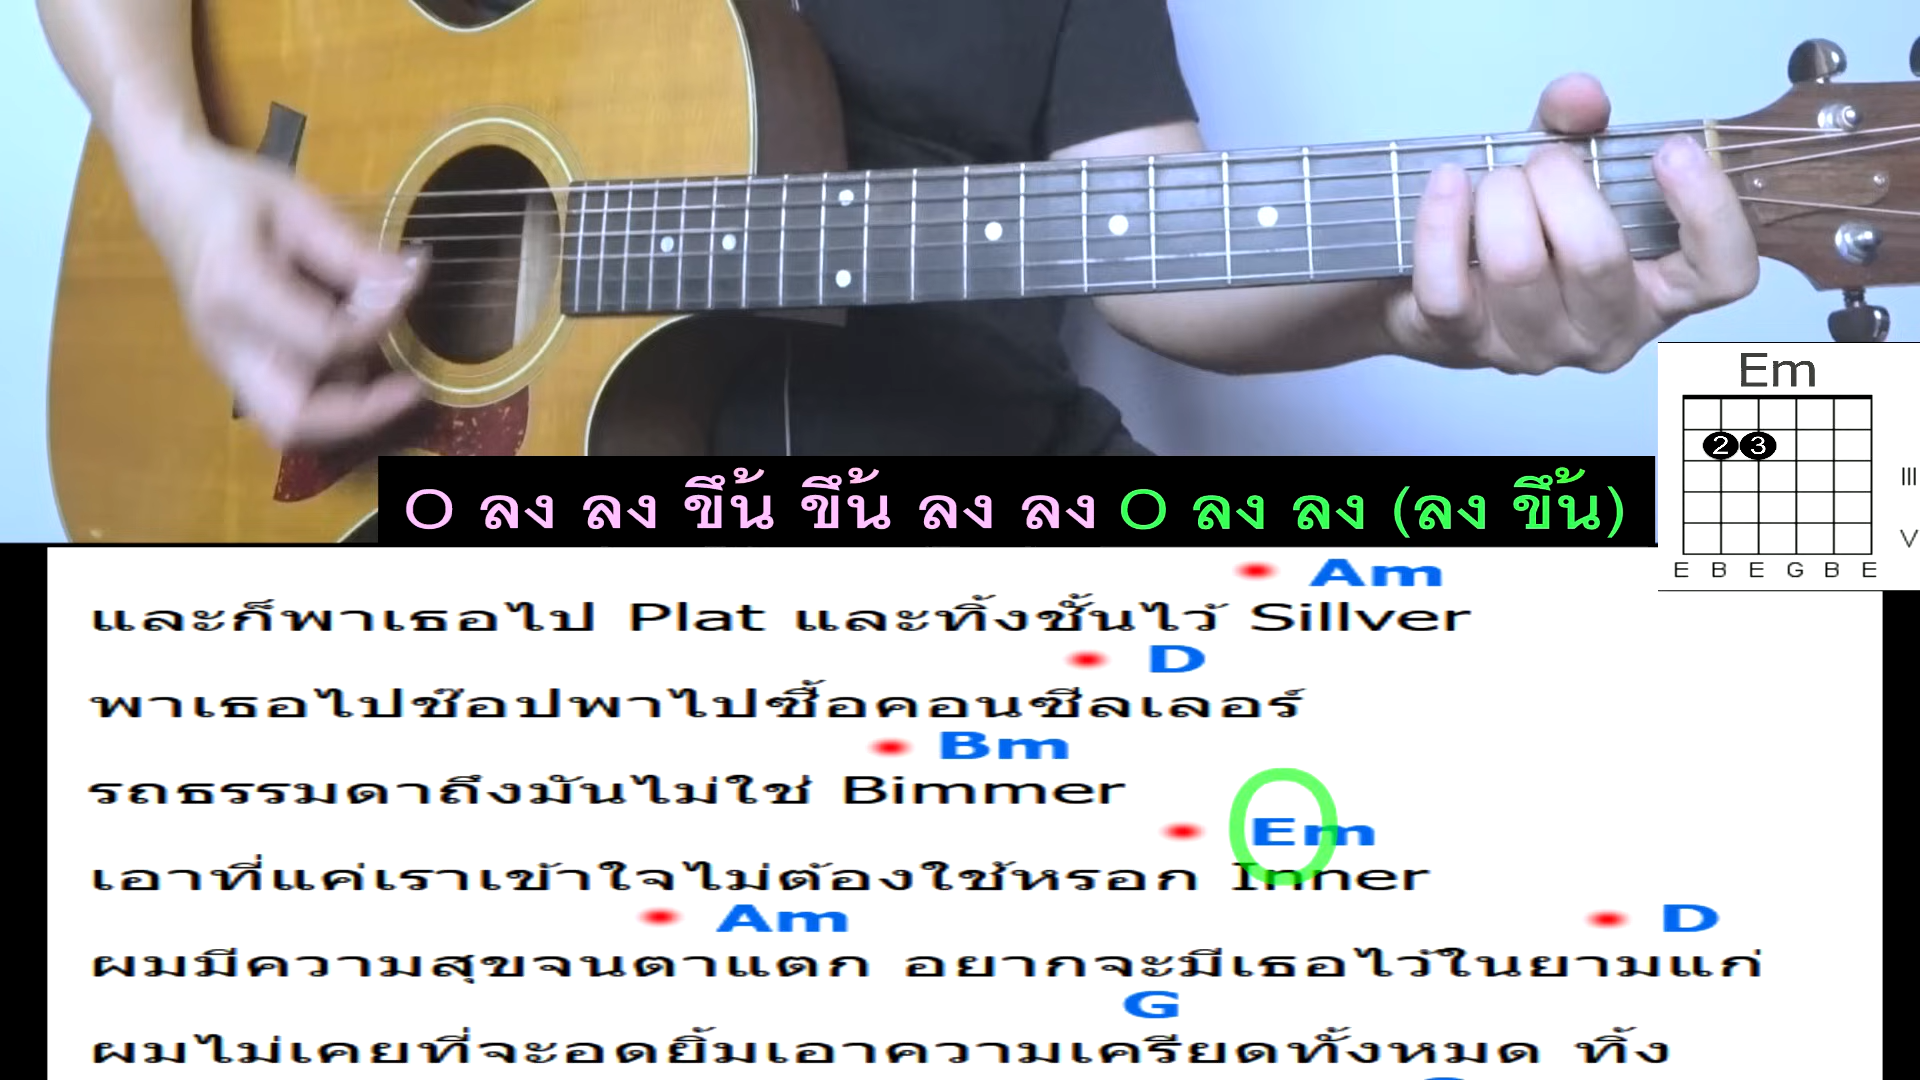 Em
2 3
III
V
E B E G B E
O ลง ลง ขึ้น ขึ้น ลง ลง O ลง ลง (ลง ขึ้น)
Am
และก็พาเธอไป Plat และทิ้งชั้นไว้ Sillver
D
พาเธอไปช๊อปพาไปซื้อคอนซีลเลอร์
Bm
รถธรรมดาถึงมันไม่ใช่ Bimmer
Em
เอาที่แค่เราเข้าใจไม่ต้องใช้หรอก Inner
Am D
ผมมีความสุขจนตาแตก อยากจะมีเธอไว้ในยามแก่
G
ผมไม่เคยที่จะอดยิ้มเอาความเครียดทั้งหมด ทิ้ง